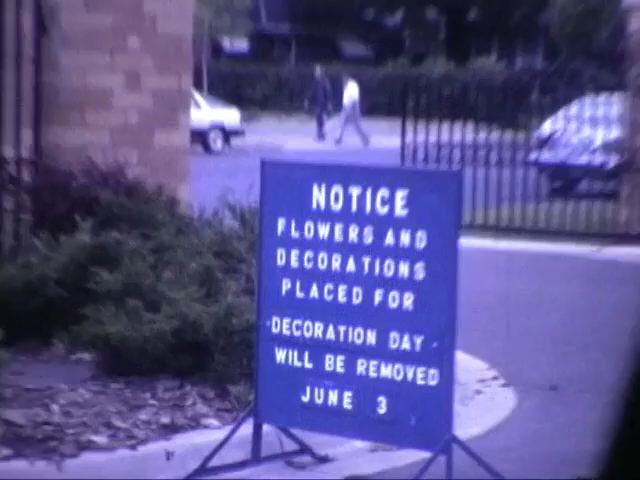 NOTICE
FLOWERS AND
DECORATIONS
PLACED FOR
DECORATION DAY
WILL BE REMOVED
JUNE 3